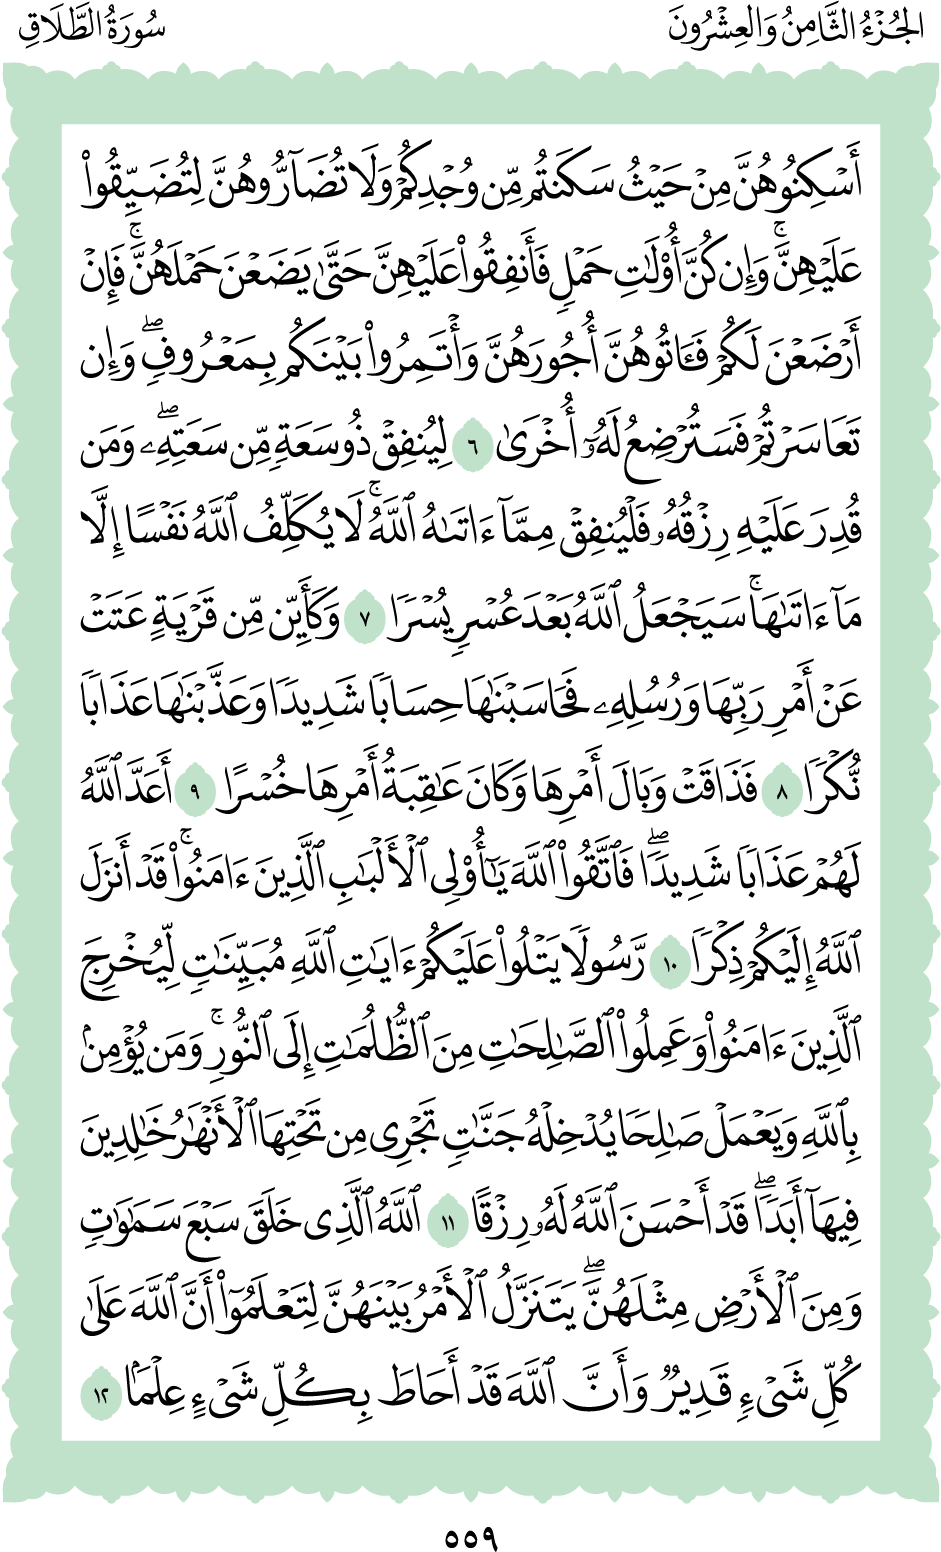 الجُزْءُ الثَّامِنُ وَالعِشْرُونَ
سُورَةُ الطَّلَاقِ
أَسْكِنُوهُنَّ مِنْ حَيْثُ سَكَنتُم مِّن وُجْدِكُمْ وَلَا تُضَآرُّوهُنَّ لِتُضَيِّقُوا۟
عَلَيْهِنَّ ۚ وَإِن كُنَّ أُو۟لَـٰتِ حَمْلٍ فَأَنفِقُوا۟ عَلَيْهِنَّ حَتَّىٰ يَضَعْنَ حَمْلَهُنَّ ۚ فَإِنْ
أَرْضَعْنَ لَكُمْ فَـَٔاتُوهُنَّ أُجُورَهُنَّ وَأْتَمِرُوا۟ بَيْنَكُم بِمَعْرُوفٍ ۖ وَإِن
تَعَاسَرْتُمْ فَسَتُرْضِعُ لَهُۥٓ أُخْرَىٰ ٦ لِيُنفِقْ ذُو سَعَةٍ مِّن سَعَتِهِۦ ۖ وَمَن
قُدِرَ عَلَيْهِ رِزْقُهُۥ فَلْيُنفِقْ مِمَّآ ءَاتَىٰهُ ٱللَّهُ ۚ لَا يُكَلِّفُ ٱللَّهُ نَفْسًا إِلَّا
مَآ ءَاتَىٰهَا ۚ سَيَجْعَلُ ٱللَّهُ بَعْدَ عُسْرٍ يُسْرًا ٧ وَكَأَيِّن مِّن قَرْيَةٍ عَتَتْ
عَنْ أَمْرِ رَبِّهَا وَرُسُلِهِۦ فَحَاسَبْنَـٰهَا حِسَابًا شَدِيدًا وَعَذَّبْنَـٰهَا عَذَابًا
نُّكْرًا ٨ فَذَاقَتْ وَبَالَ أَمْرِهَا وَكَانَ عَـٰقِبَةُ أَمْرِهَا خُسْرًا ٩ أَعَدَّ ٱللَّهُ
لَهُمْ عَذَابًا شَدِيدًا ۖ فَٱتَّقُوا۟ ٱللَّهَ يَـٰٓأُو۟لِى ٱلْأَلْبَـٰبِ ٱلَّذِينَ ءَامَنُوا۟ ۚ قَدْ أَنزَلَ
ٱللَّهُ إِلَيْكُمْ ذِكْرًا ١٠ رَّسُولًا يَتْلُوا۟ عَلَيْكُمْ ءَايَـٰتِ ٱللَّهِ مُبَيِّنَـٰتٍ لِّيُخْرِجَ
ٱلَّذِينَ ءَامَنُوا۟ وَعَمِلُوا۟ ٱلصَّـٰلِحَـٰتِ مِنَ ٱلظُّلُمَـٰتِ إِلَى ٱلنُّورِ ۚ وَمَن يُؤْمِنۢ
بِٱللَّهِ وَيَعْمَلْ صَـٰلِحًا يُدْخِلْهُ جَنَّـٰتٍ تَجْرِى مِن تَحْتِهَا ٱلْأَنْهَـٰرُ خَـٰلِدِينَ
فِيهَآ أَبَدًا ۖ قَدْ أَحْسَنَ ٱللَّهُ لَهُۥ رِزْقًا ١١ ٱللَّهُ ٱلَّذِى خَلَقَ سَبْعَ سَمَـٰوَٰتٍ
وَمِنَ ٱلْأَرْضِ مِثْلَهُنَّ ۖ يَتَنَزَّلُ ٱلْأَمْرُ بَيْنَهُنَّ لِتَعْلَمُوٓا۟ أَنَّ ٱللَّهَ عَلَىٰ
كُلِّ شَىْءٍ قَدِيرٌ وَأَنَّ ٱللَّهَ قَدْ أَحَاطَ بِكُلِّ شَىْءٍ عِلْمًۢا ١٢
٥٥٩